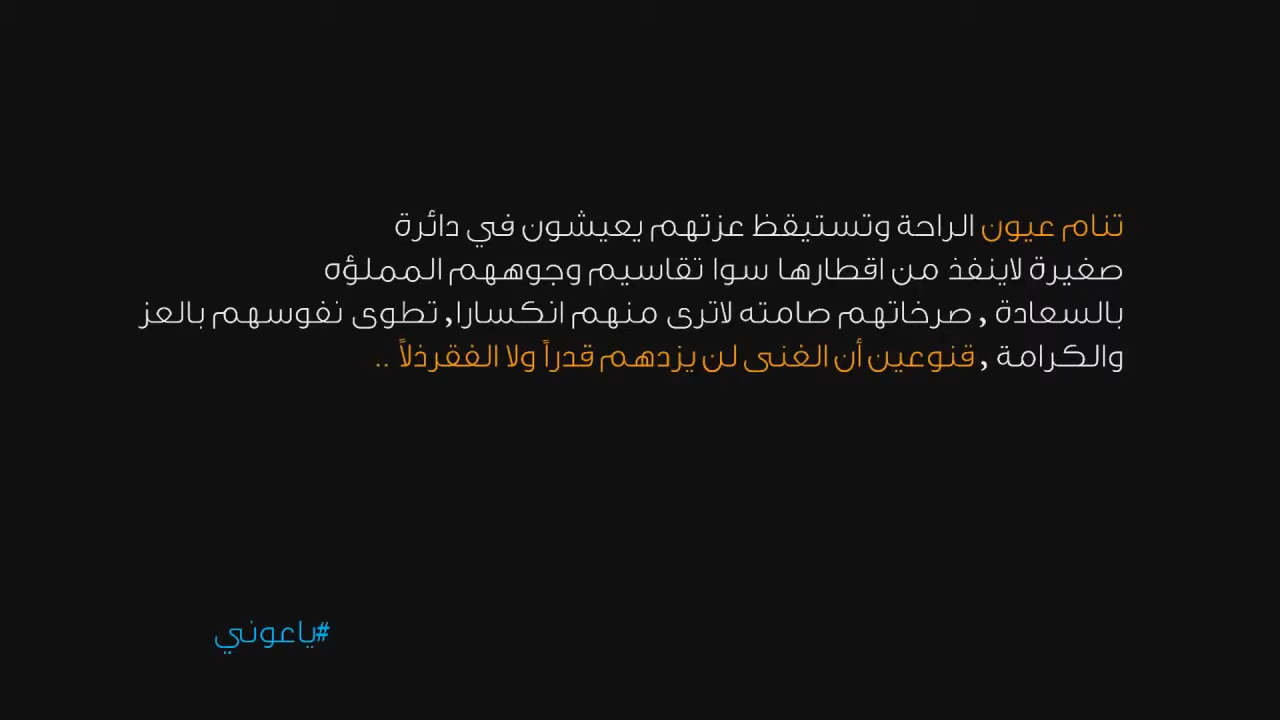 تنام عيون الراحة وتستيقظ عزتهم يعيشون في دائرة
صغيرة لاينفذ من اقطارها سوا تقاسيم وجوههم المملؤه
بالسعادة , صرخاتهم صامته لاترى منهم انكسارا, تطوى نفوسهم بالعز
والكرامة , قنوعين أن الغنى لن يزدهم قدراً ولا الفقرذلاً ..
#ياعوني